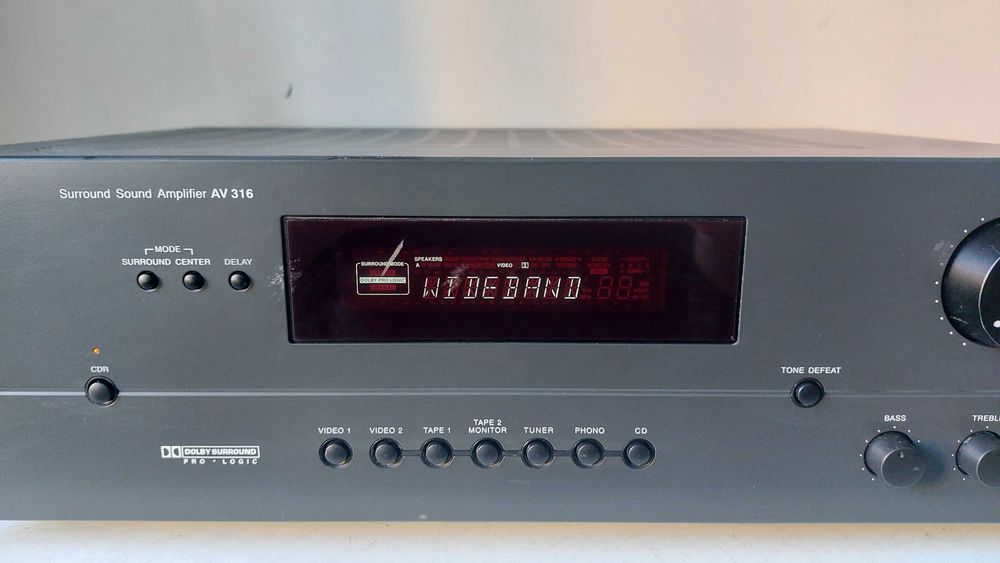 Surround Sound Amplifier AV 316
MODE
SURROUND CENTER DELAY
SURROUND MODE
DOLBY PRO LOGIC
SPEAKERS
A
VIDEO
WIDEBAND
CDR
TONE DEFEAT
VIDEO 1
VIDEO 2
TAPE 1
TAPE 2
MONITOR
TUNER
PHONO
CD
BASS
TREBL
DOLBY SURROUND
PRO · LOGIC